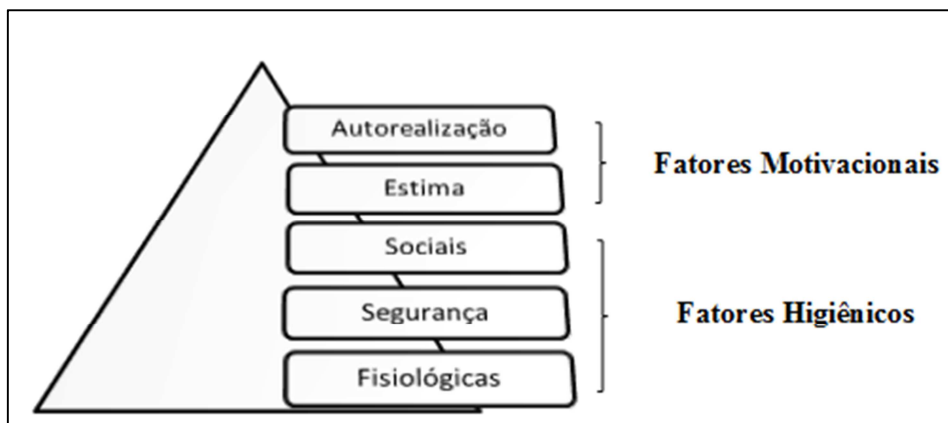 Autorealização
Estima
Fatores Motivacionais
Sociais
Segurança
Fisiológicas
Fatores Higiênicos